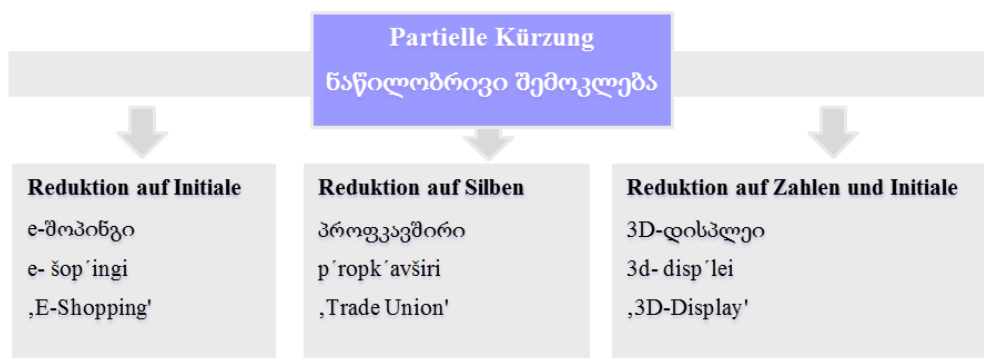 Partielle Kürzung
ნაწილობრივი შემოკლება
Reduktion auf Initiale
e-შოპინგი
e- šop´ingi
‚E-Shopping'
Reduktion auf Silben
პროფკავშირი
p´ropk´avširi
‚Trade Union'
Reduktion auf Zahlen und Initiale
3D-დისპლეი
3d- disp´lei
‚3D-Display'